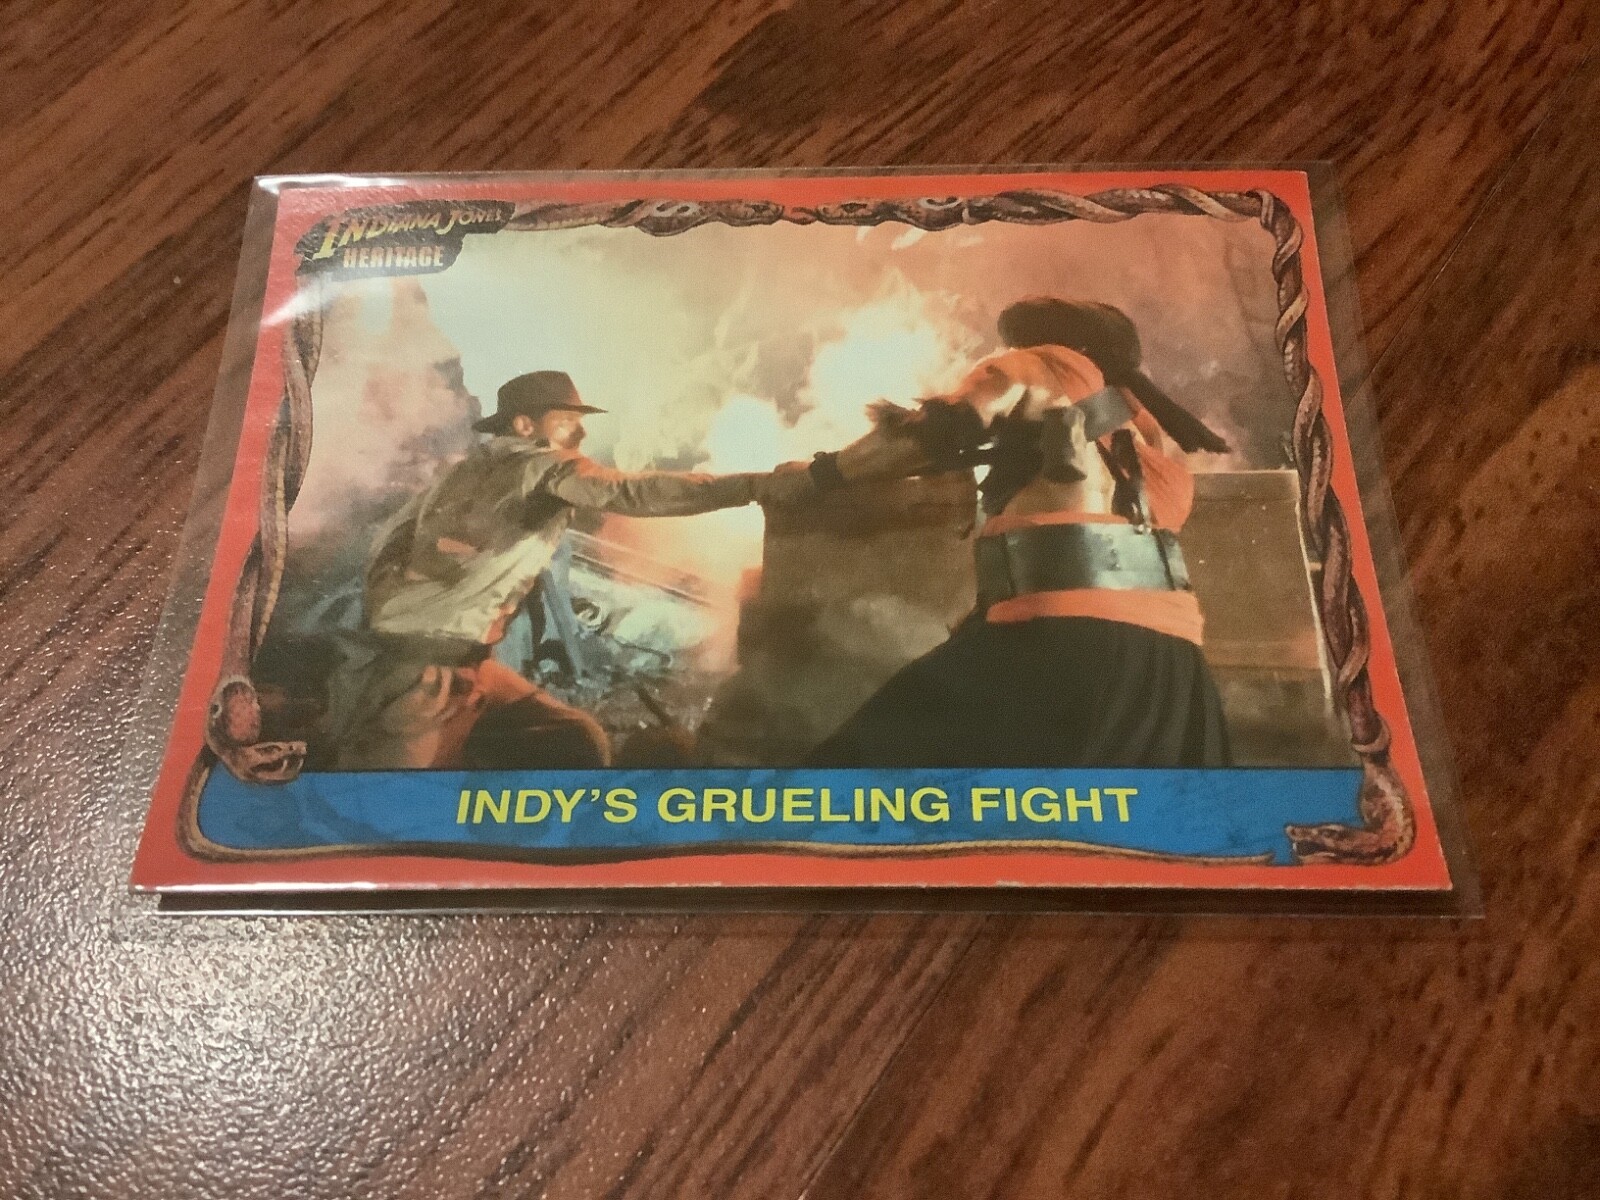 INDIANA JONES
HERITAGE
INDY'S GRUELING FIGHT